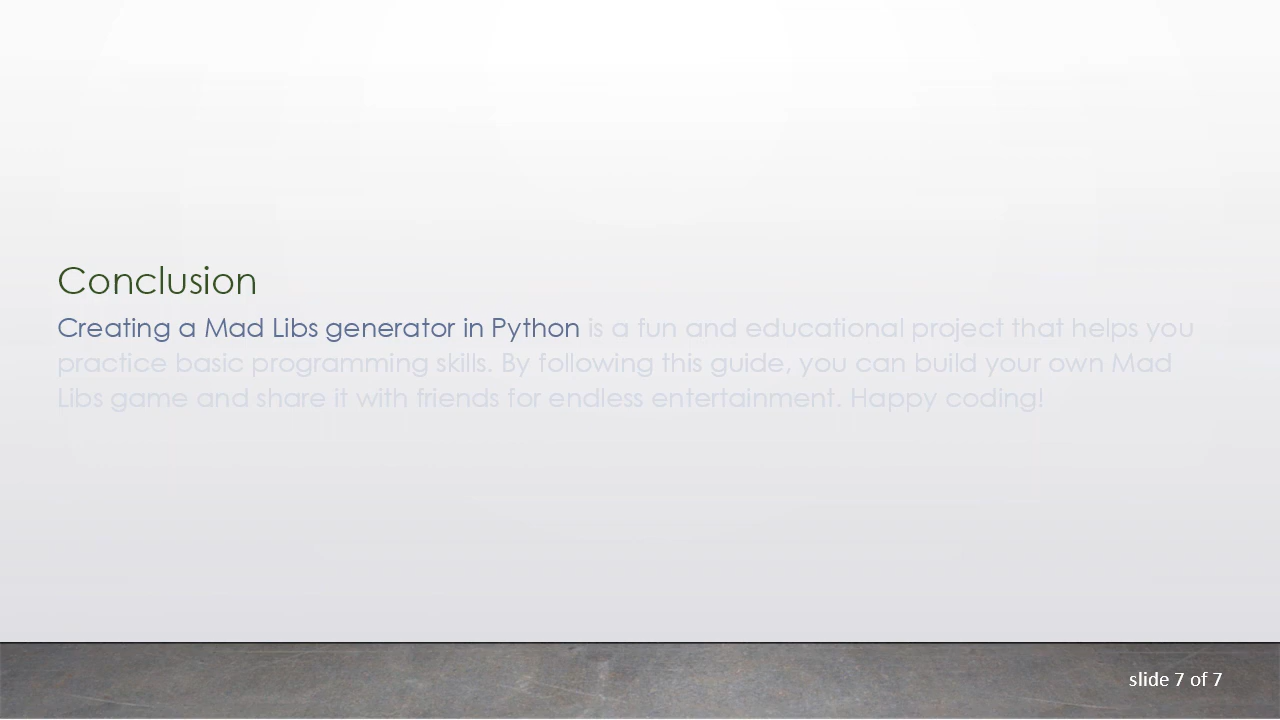 Conclusion
Creating a Mad Libs generator in Python is a fun and educational project that helps you
practice basic programming skills. By following this guide, you can build your own Mad
Libs game and share it with friends for endless entertainment. Happy coding!
slide 7 of 7